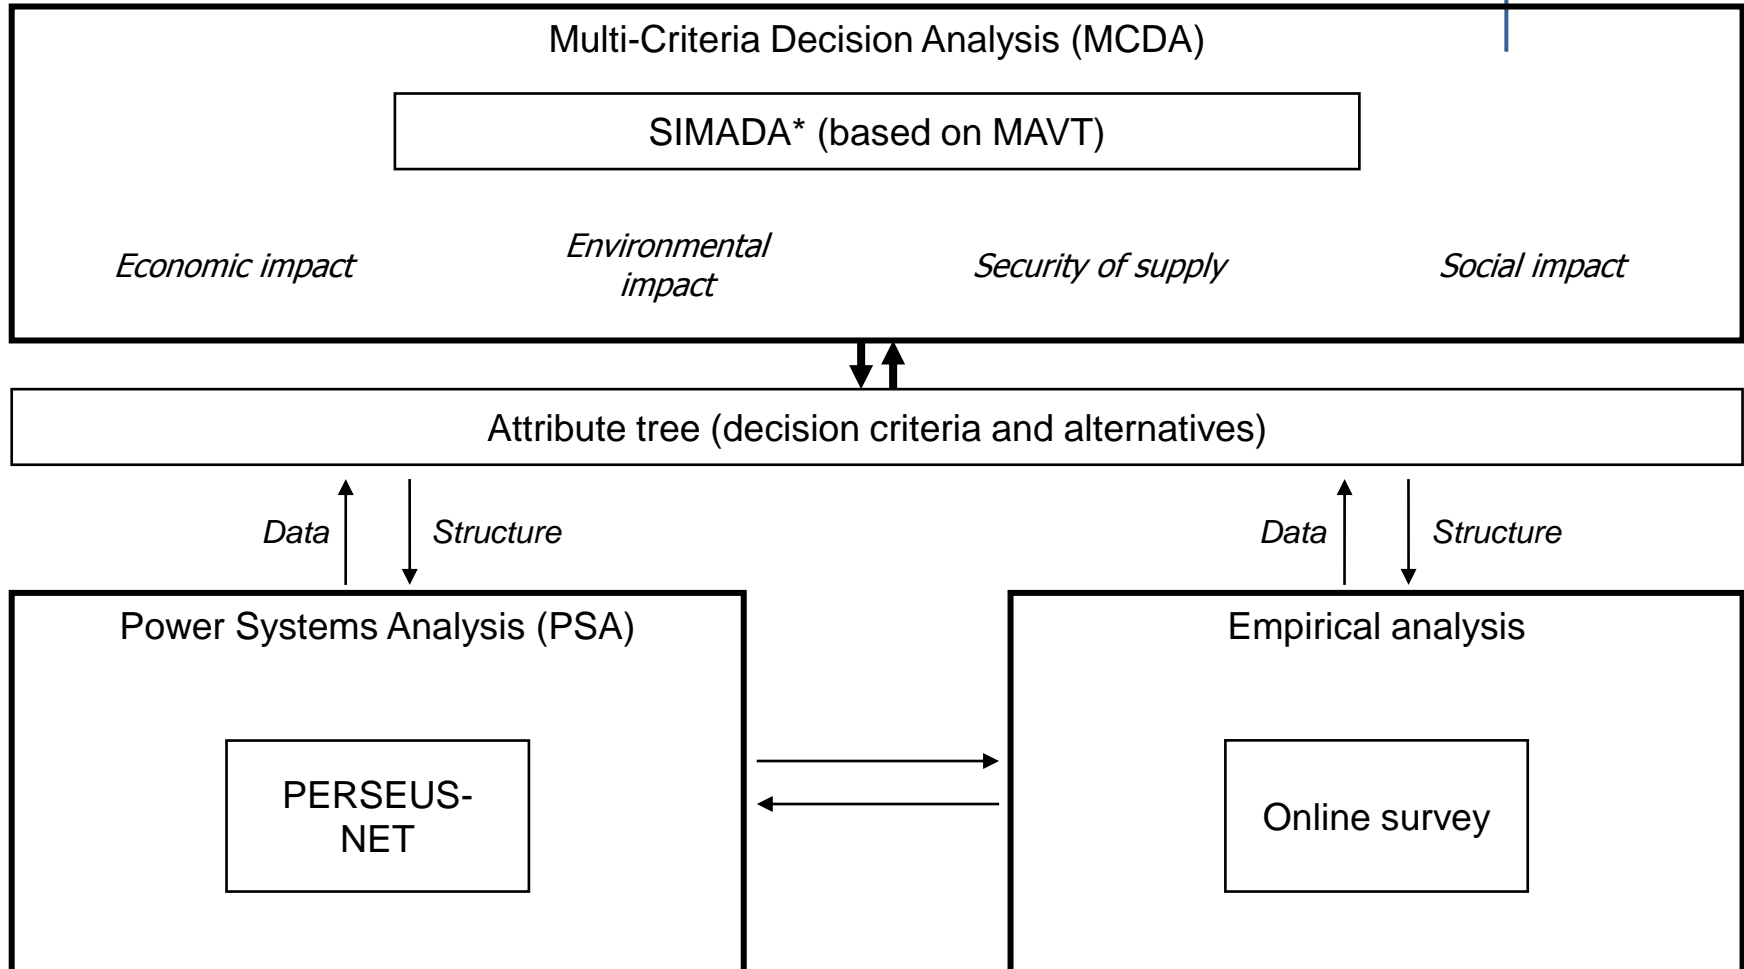 Multi-Criteria Decision Analysis (MCDA)
SIMADA* (based on MAVT)
Economic impact
Environmental
impact
Security of supply
Social impact
Attribute tree (decision criteria and alternatives)
Data
Structure
Data
Structure
Power Systems Analysis (PSA)
Empirical analysis
PERSEUS-
NET
Online survey